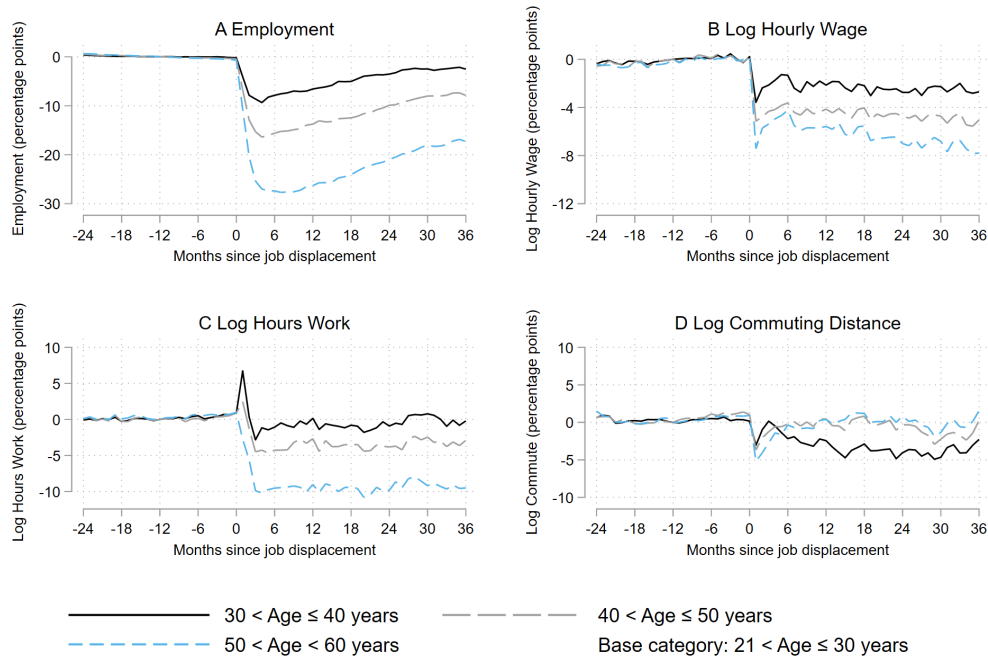 A Employment
Employment (percentage points)
0
-10
-20
-30
-24 -18 -12 -6 0 6 12 18 24 30 36
Months since job displacement
B Log Hourly Wage
Log Hourly Wage (percentage points)
0
-4
-8
-12
-24 -18 -12 -6 0 6 12 18 24 30 36
Months since job displacement
C Log Hours Work
Log Hours Work (percentage points)
10
5
0
-5
-10
-24 -18 -12 -6 0 6 12 18 24 30 36
Months since job displacement
D Log Commuting Distance
Log Commute (percentage points)
10
5
0
-5
-10
-24 -18 -12 -6 0 6 12 18 24 30 36
Months since job displacement
30 < Age ≤ 40 years
40 < Age ≤ 50 years
50 < Age < 60 years
Base category: 21 < Age ≤ 30 years